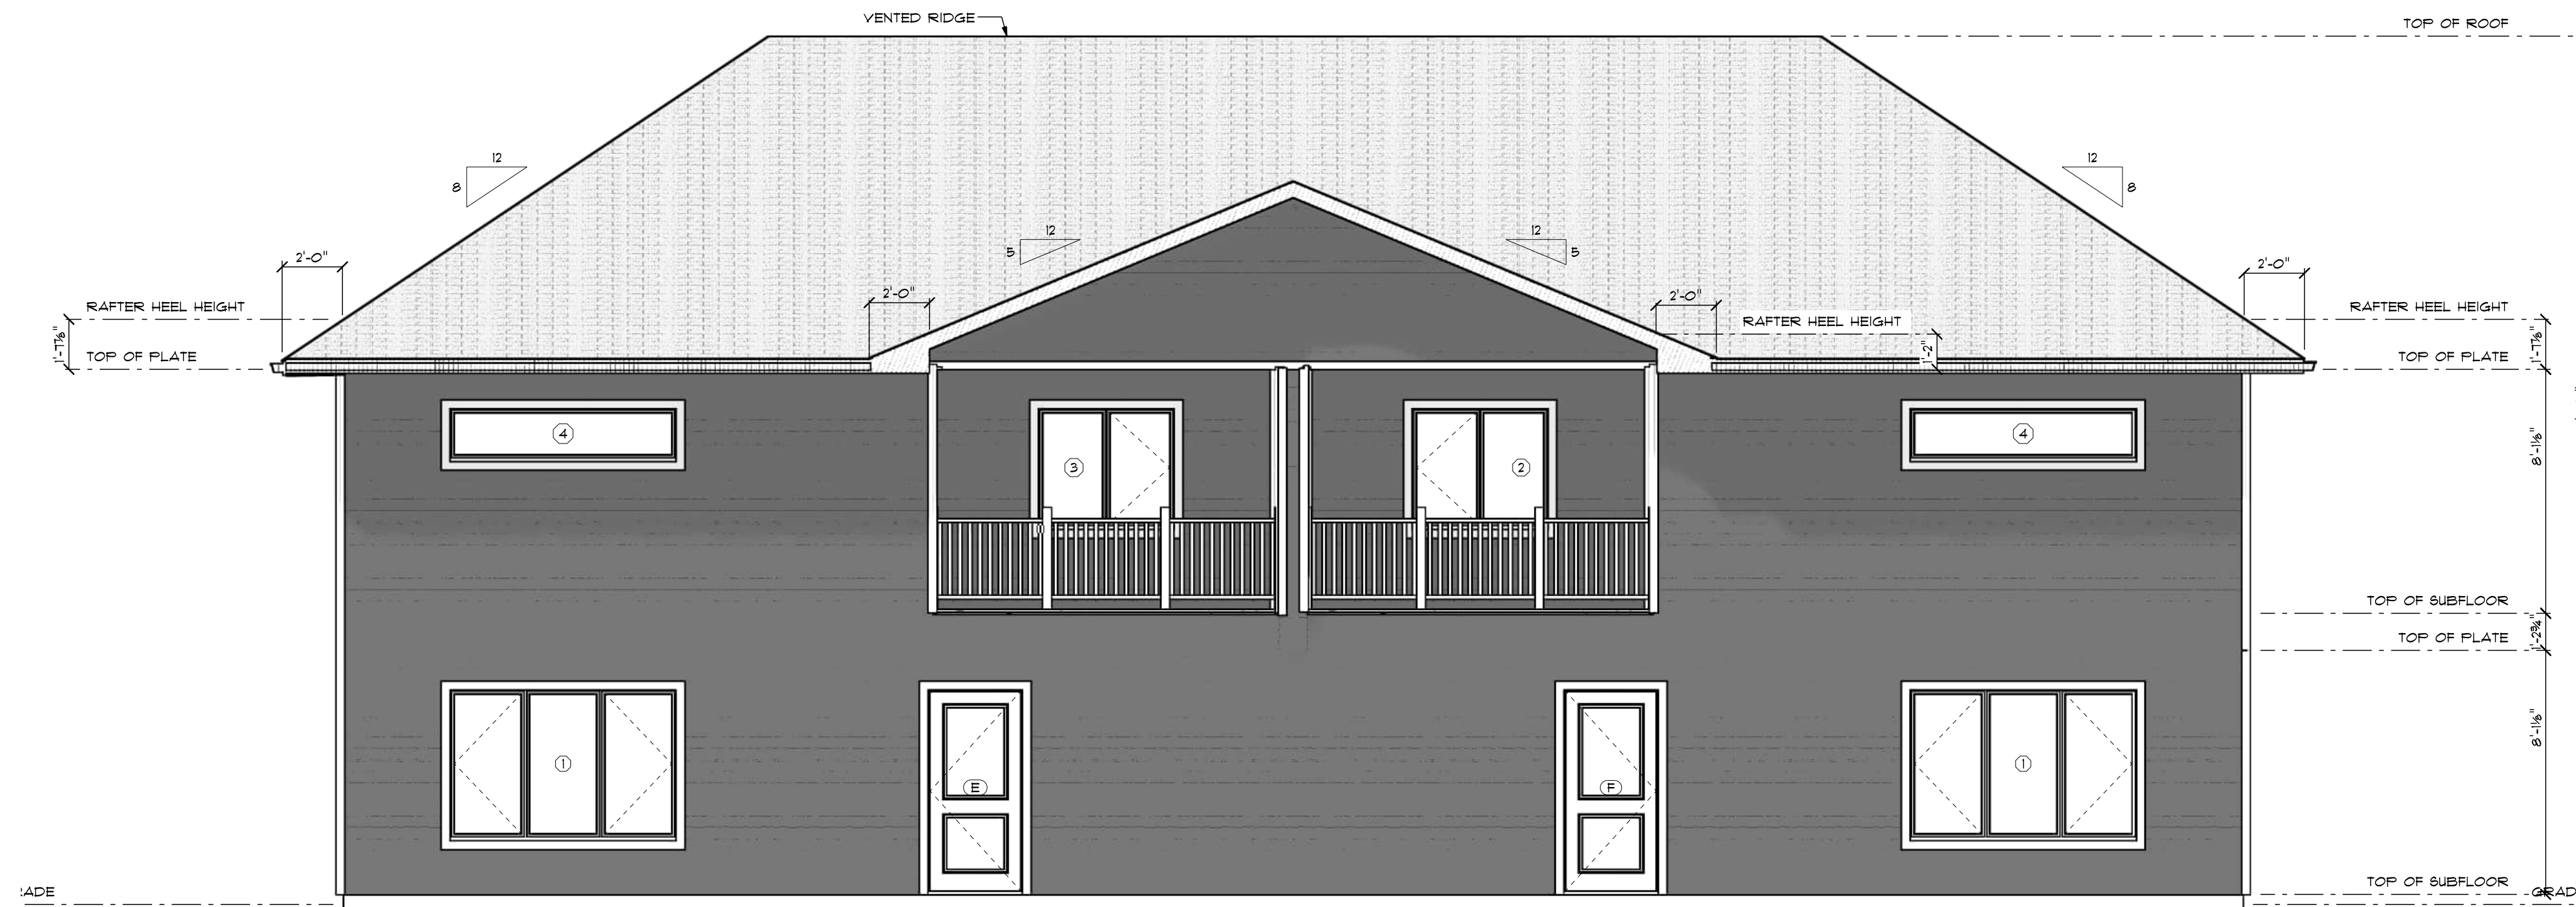 VENTED RIDGE
TOP OF ROOF
12
8
12
8
12
5
12
5
2'-0"
2'-0"
2'-0"
2'-0"
RAFTER HEEL HEIGHT
RAFTER HEEL HEIGHT
RAFTER HEEL HEIGHT
1'-7⅞"
1'-2"
1'-7⅞"
TOP OF PLATE
TOP OF PLATE
4
3
2
4
8'-1⅛"
TOP OF SUBFLOOR
1'-2¾"
TOP OF PLATE
1
E
F
1
8'-1⅛"
TOP OF SUBFLOOR
RADE
GRAD